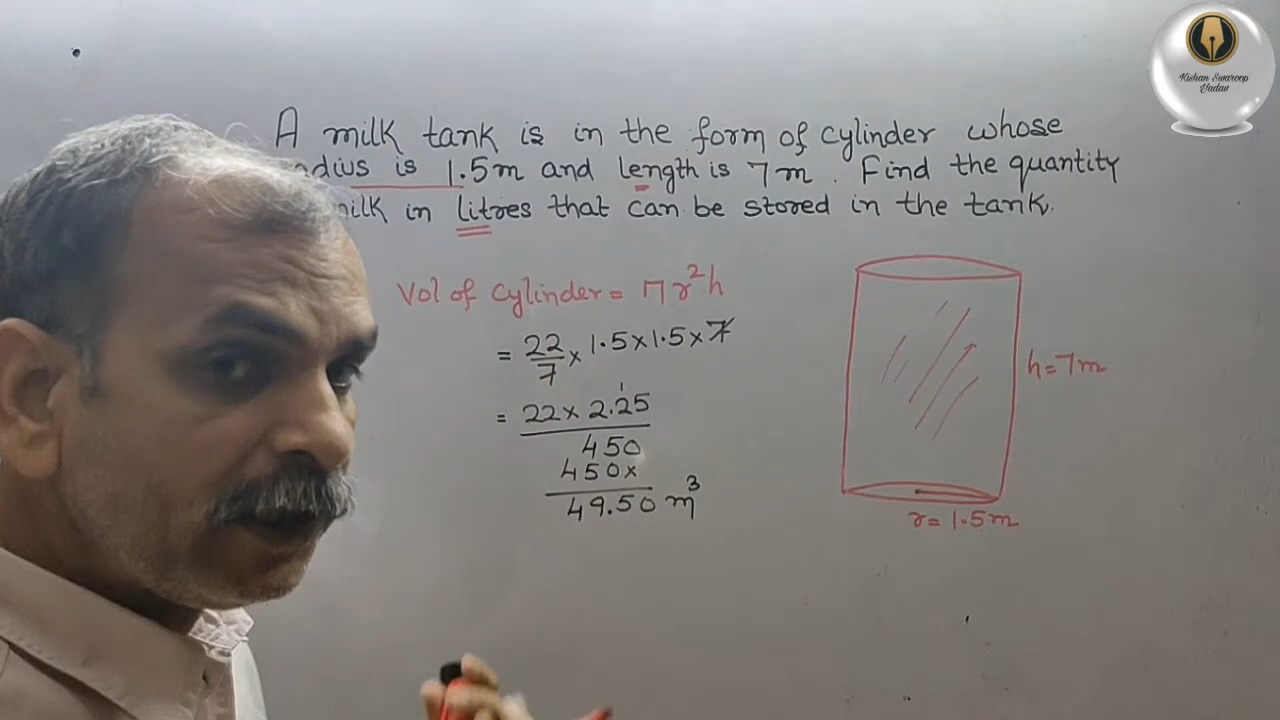 A milk tank is in the form of cylinder whose
is 1.5m and length is 7m. Find the quantity
milk in litres that can be stored in the tank.
Vol of cylinder = πr²h
= 22/7 × 1.5 × 1.5 × 7
= 22 × 2.25
450
450×
49.50 m³
h=7m
r=1.5m
Kishan Swaroop
Yadav